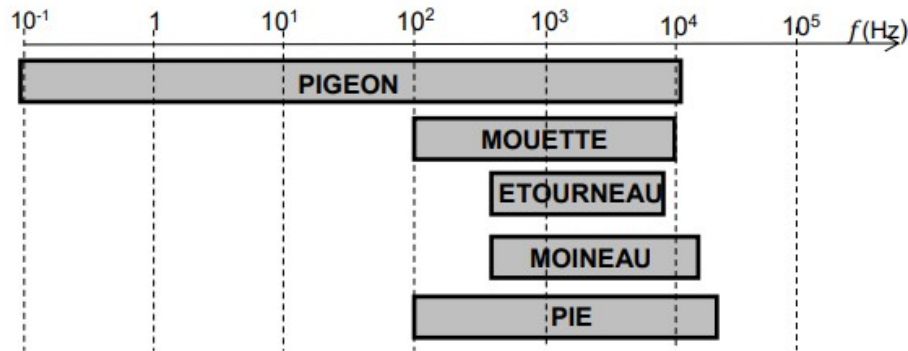 10⁻¹ 1 10¹ 10² 10³ 10⁴ 10⁵ f(Hz)
PIGEON
MOUETTE
ETOURNEAU
MOINEAU
PIE